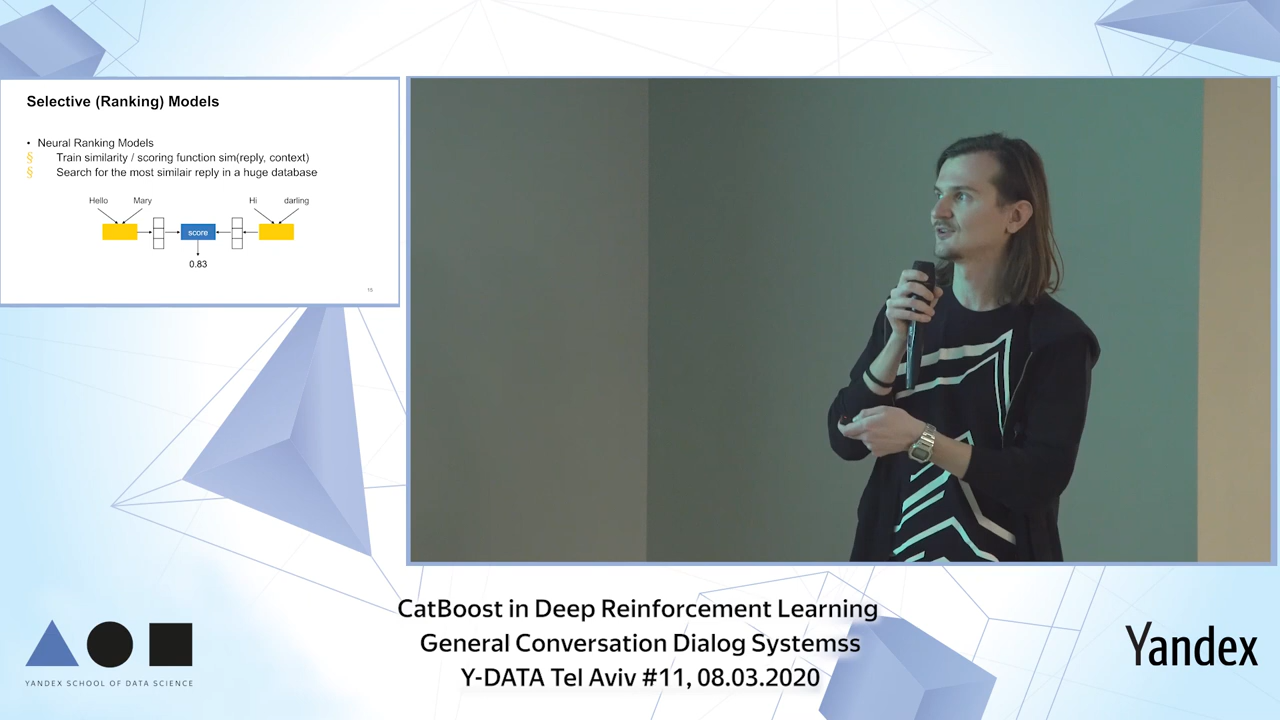 Selective (Ranking) Models
• Neural Ranking Models
§ Train similarity / scoring function sim(reply, context)
§ Search for the most similair reply in a huge database
Hello Mary Hi darling
score
0.83
CatBoost in Deep Reinforcement Learning
General Conversation Dialog Systemss
Y-DATA Tel Aviv #11, 08.03.2020
YANDEX SCHOOL OF DATA SCIENCE
Yandex